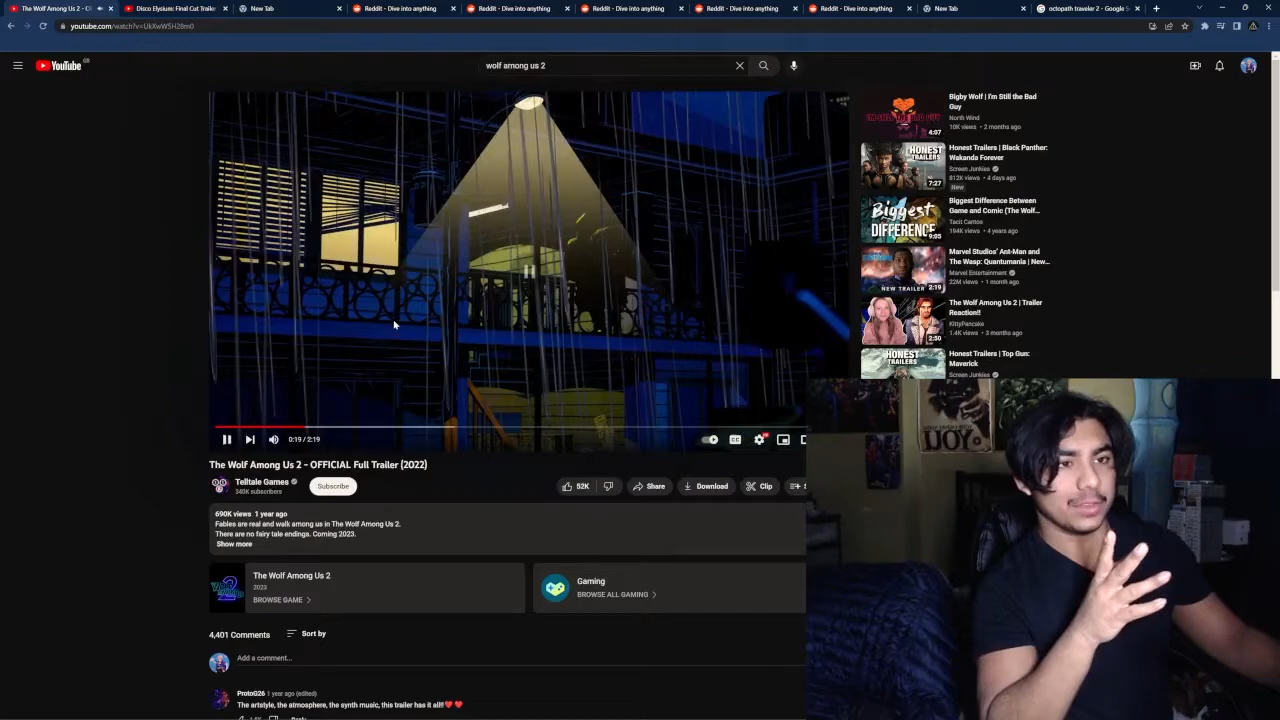 The Wolf Among Us 2 - O
Disco Elysium: Final Cut Trailer
New Tab
Reddit - Dive into anything
Reddit - Dive into anything
Reddit - Dive into anything
Reddit - Dive into anything
Reddit - Dive into anything
New Tab
octopath traveler 2 - Google S
youtube.com/watch?v=UkXwW5H28m0
YouTube
GB
wolf among us 2
Bigby Wolf | I'm Still the Bad
Guy
North Wind
10K views • 2 months ago
4:07
HONEST
TRAILERS
7:27
Honest Trailers | Black Panther:
Wakanda Forever
Screen Junkies
812K views • 4 days ago
New
Biggest
DIFFERENCE
9:05
Biggest Difference Between
Game and Comic (The Wolf...
Tacit Cantos
194K views • 4 years ago
NEW TRAILER
2:19
Marvel Studios' Ant-Man and
The Wasp: Quantumania | New...
Marvel Entertainment
22M views • 1 month ago
2:50
The Wolf Among Us 2 | Trailer
Reaction!!
KittyPancake
1.4K views • 3 months ago
HONEST
TRAILERS
Honest Trailers | Top Gun:
Maverick
Screen Junkies
0:19 / 2:19
The Wolf Among Us 2 - OFFICIAL Full Trailer (2022)
Telltale Games
340K subscribers
Subscribe
52K
Share
Download
Clip
690K views 1 year ago
Fables are real and walk among us in The Wolf Among Us 2.
There are no fairy tale endings. Coming 2023.
Show more
The Wolf Among Us 2
2023
BROWSE GAME
Gaming
BROWSE ALL GAMING
4,401 Comments
Sort by
Add a comment...
ProtoG26 1 year ago (edited)
The artstyle, the atmosphere, the synth music, this trailer has it all!!